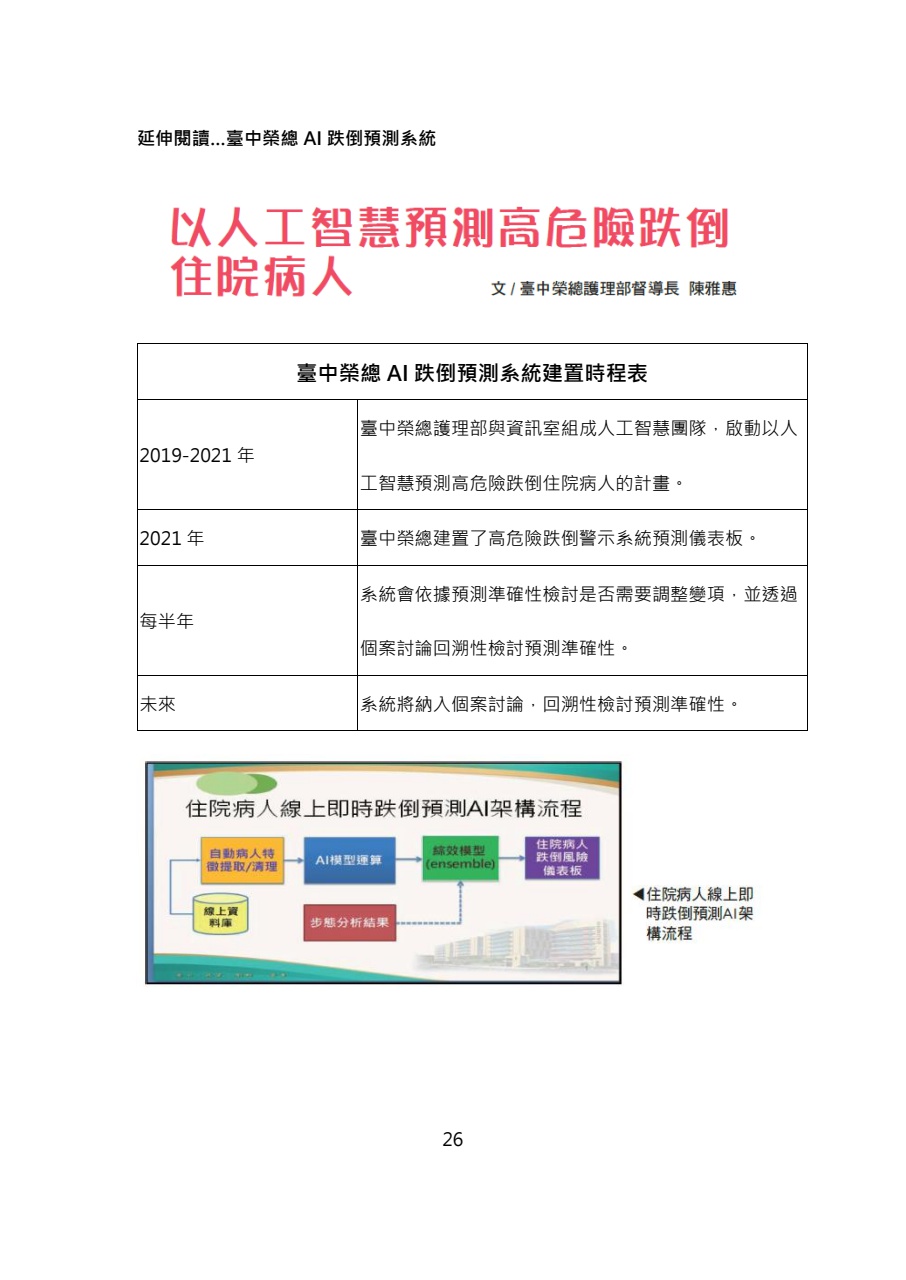 延伸閱讀...臺中榮總 AI 跌倒預測系統
以人工智慧預測高危險跌倒
住院病人
文 / 臺中榮總護理部督導長 陳雅惠
臺中榮總 AI 跌倒預測系統建置時程表
2019-2021 年
臺中榮總護理部與資訊室組成人工智慧團隊，啟動以人
工智慧預測高危險跌倒住院病人的計畫。
2021 年
臺中榮總建置了高危險跌倒警示系統預測儀表板。
每半年
系統會依據預測準確性檢討是否需要調整變項，並透過
個案討論回溯性檢討預測準確性。
未來
系統將納入個案討論，回溯性檢討預測準確性。
住院病人線上即時跌倒預測AI架構流程
自動病人特
徵提取/清理
AI模型運算
綜效模型
(ensemble)
住院病人
跌倒風險
儀表板
線上資
料庫
步態分析結果
◀住院病人線上即
時跌倒預測AI架
構流程
26